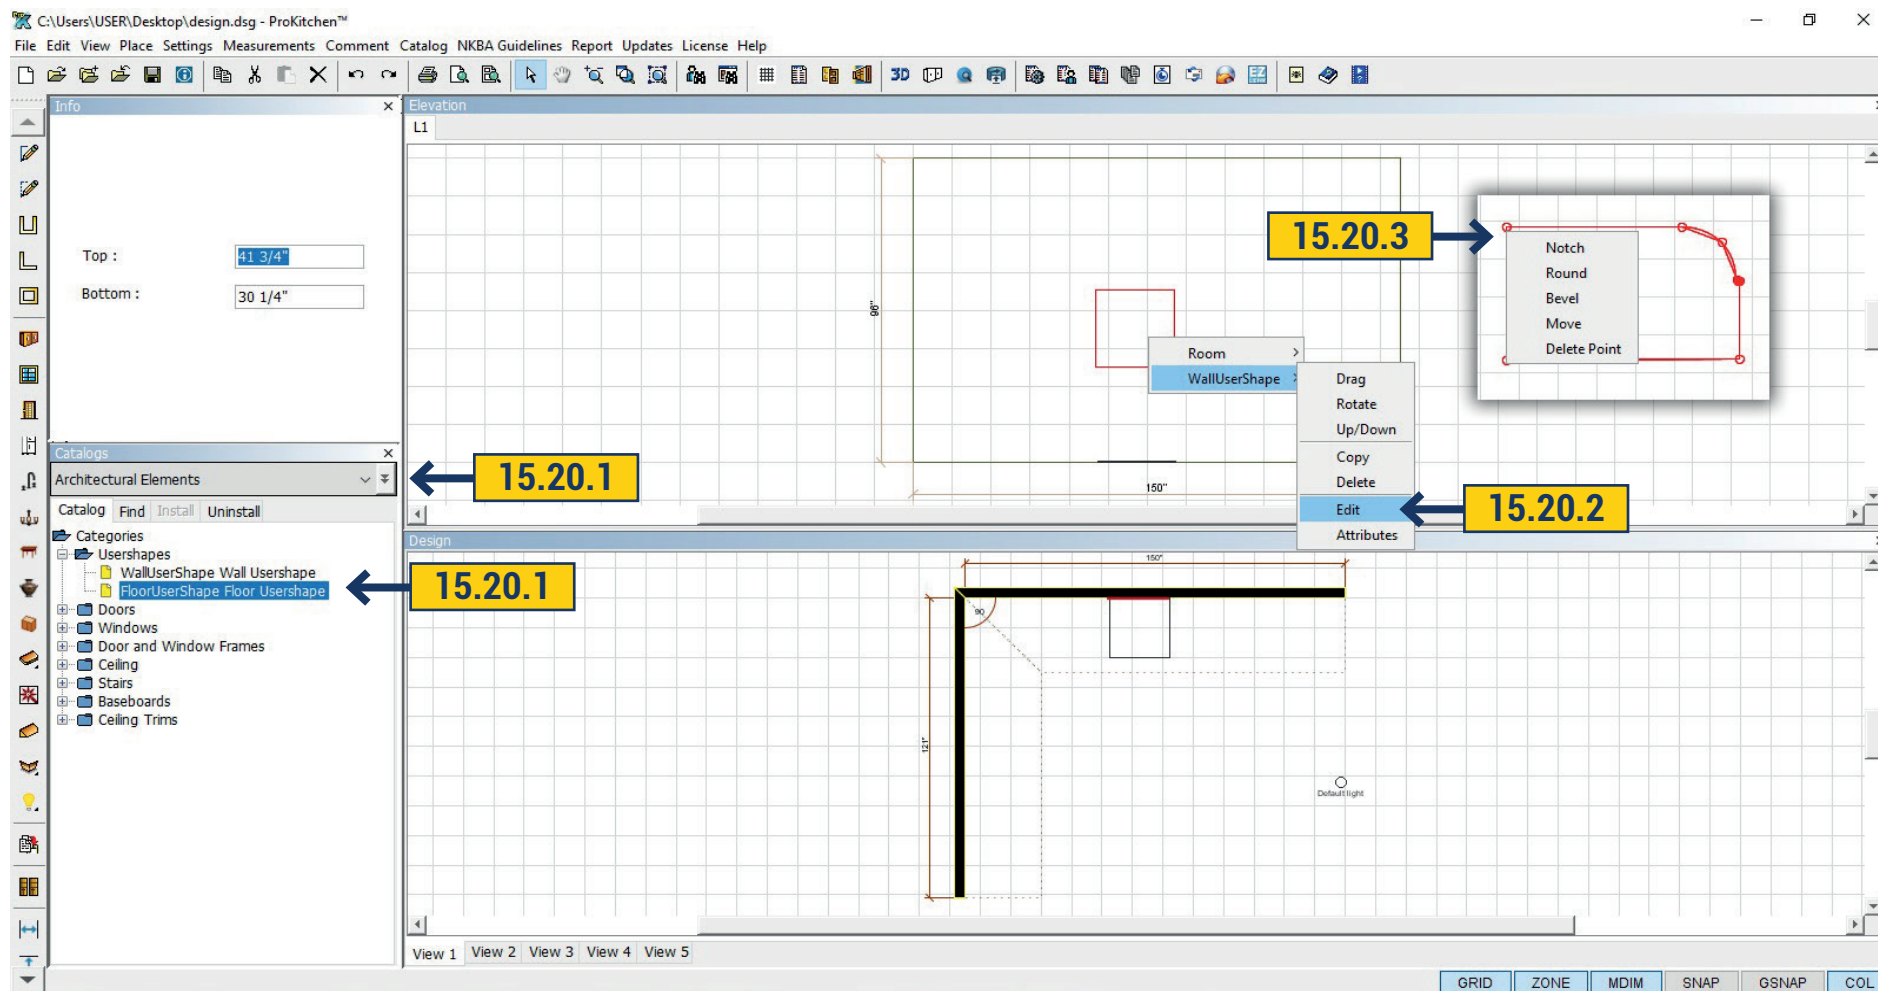 C:\Users\USER\Desktop\design.dsg - ProKitchen™
File Edit View Place Settings Measurements Comment Catalog NKBA Guidelines Report Updates License Help
3D
Info
Top :
41 3/4"
Bottom :
30 1/4"
Catalogs
Architectural Elements
Catalog Find Install Uninstall
Categories
Usershapes
WallUserShape Wall Usershape
FloorUserShape Floor Usershape
Doors
Windows
Door and Window Frames
Ceiling
Stairs
Baseboards
Ceiling Trims
15.20.1
15.20.1
Elevation
L1
96"
150"
Room
WallUserShape
Drag
Rotate
Up/Down
Copy
Delete
Edit
Attributes
15.20.2
15.20.3
Notch
Round
Bevel
Move
Delete Point
Design
150"
90
121"
Default light
View 1 View 2 View 3 View 4 View 5
GRID ZONE MDIM SNAP GSNAP COL